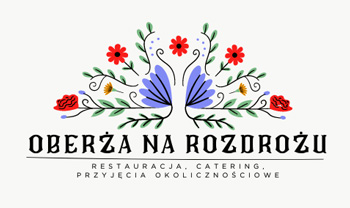 OBERŻA NA ROZDROŻU
RESTAURACJA, CATERING,
PRZYJĘCIA OKOLICZNOŚCIOWE